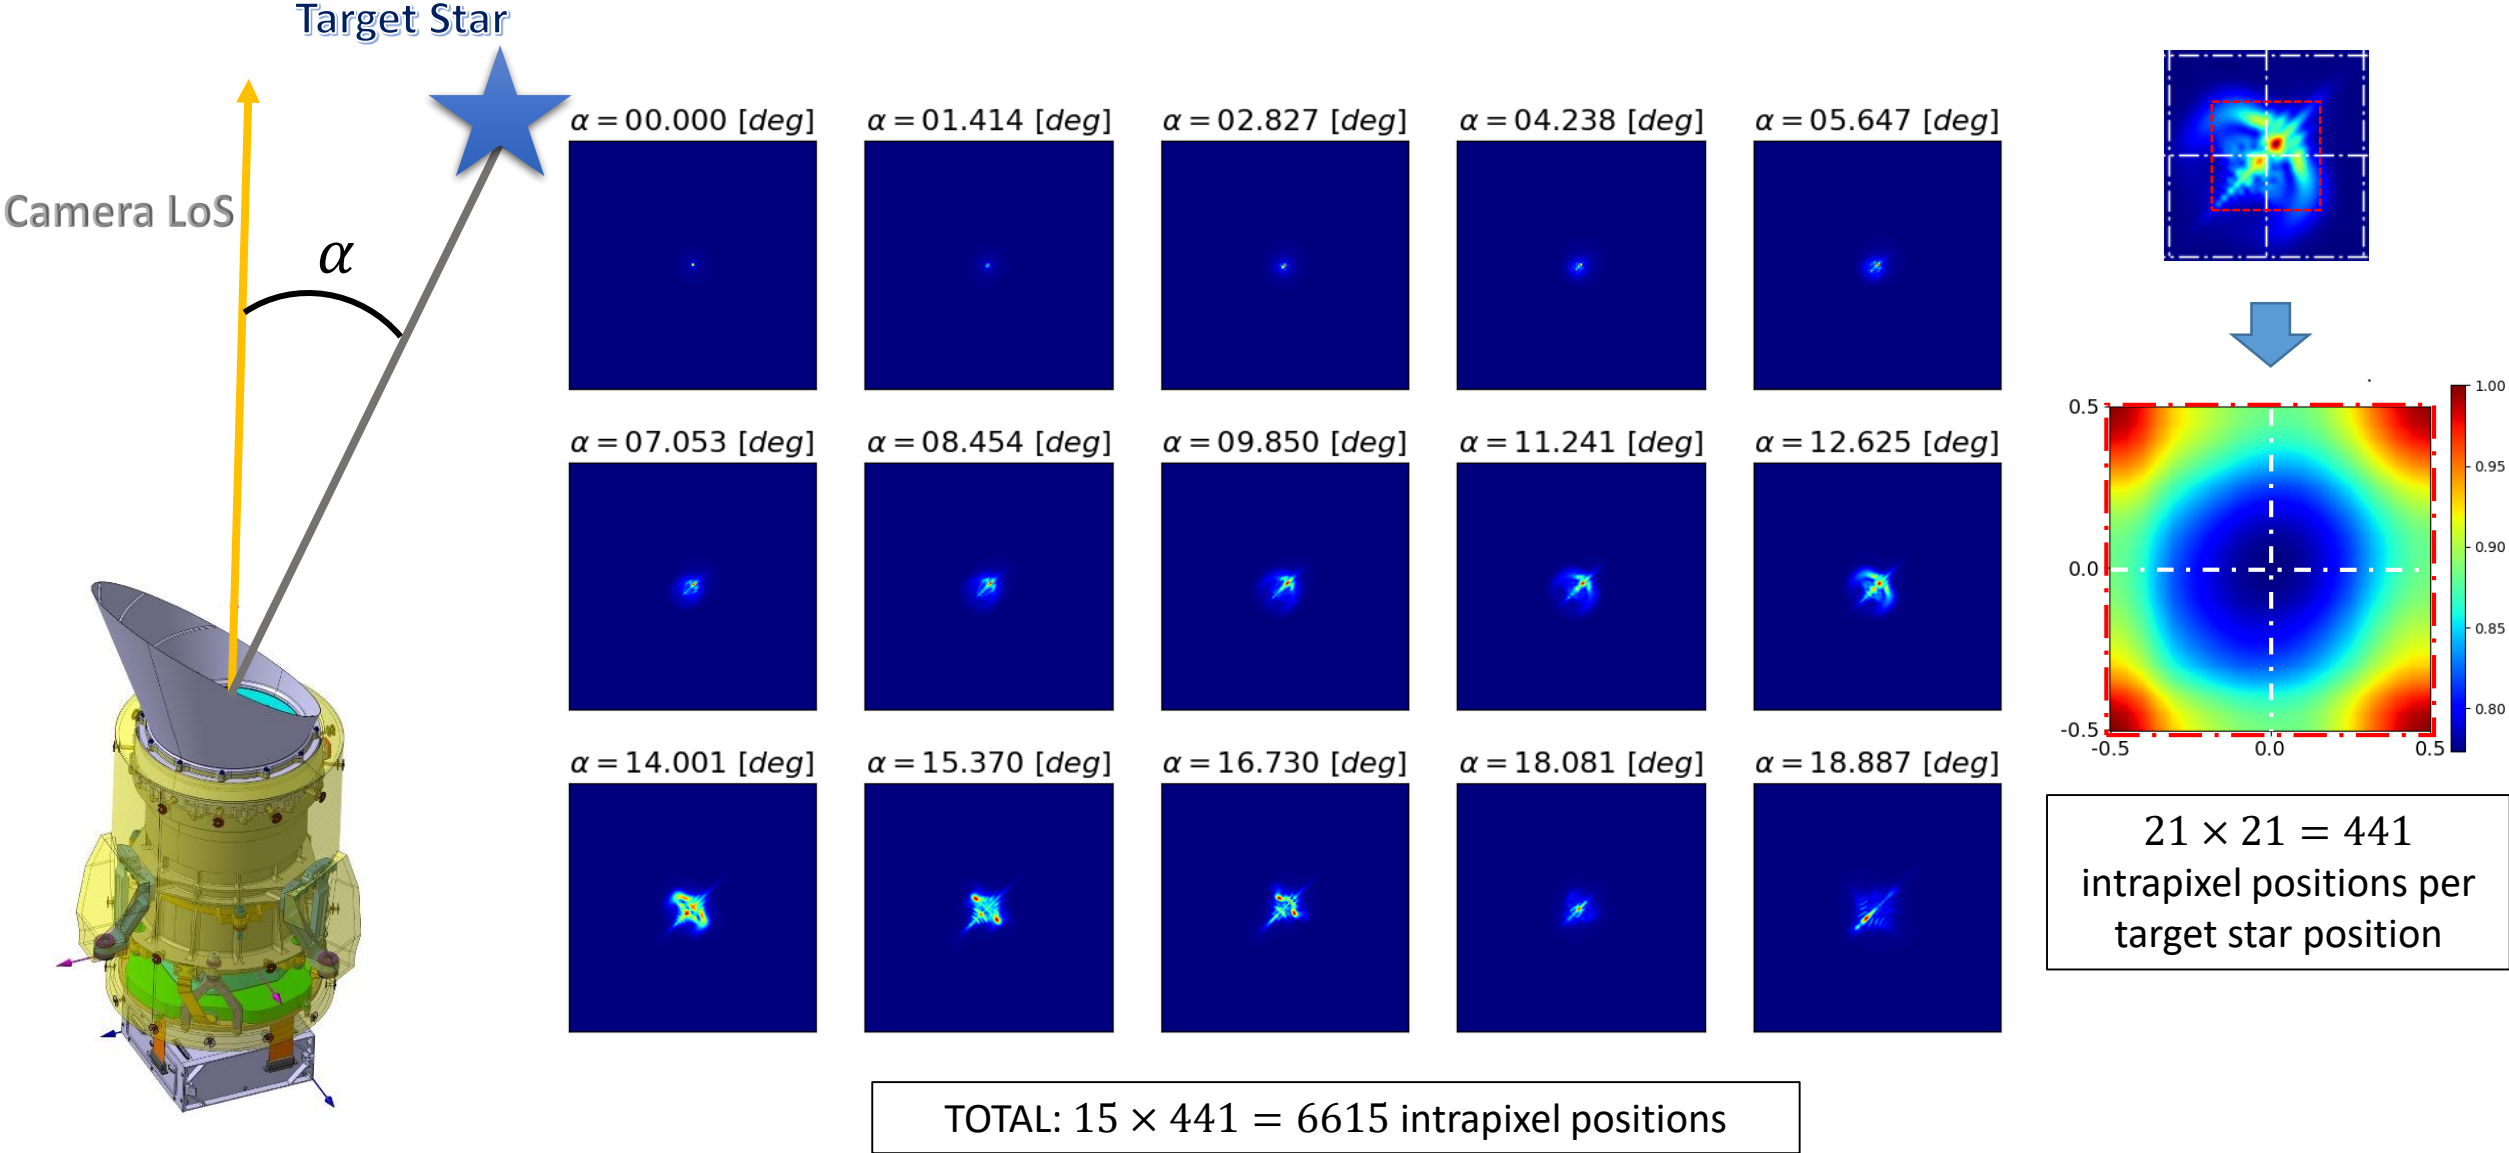 Target Star
Camera LoS
α
α = 00.000 [deg]
α = 01.414 [deg]
α = 02.827 [deg]
α = 04.238 [deg]
α = 05.647 [deg]
α = 07.053 [deg]
α = 08.454 [deg]
α = 09.850 [deg]
α = 11.241 [deg]
α = 12.625 [deg]
α = 14.001 [deg]
α = 15.370 [deg]
α = 16.730 [deg]
α = 18.081 [deg]
α = 18.887 [deg]
0.5
0.0
-0.5
-0.5
0.0
0.5
1.00
0.95
0.90
0.85
0.80
21 × 21 = 441
intrapixel positions per
target star position
TOTAL: 15 × 441 = 6615 intrapixel positions